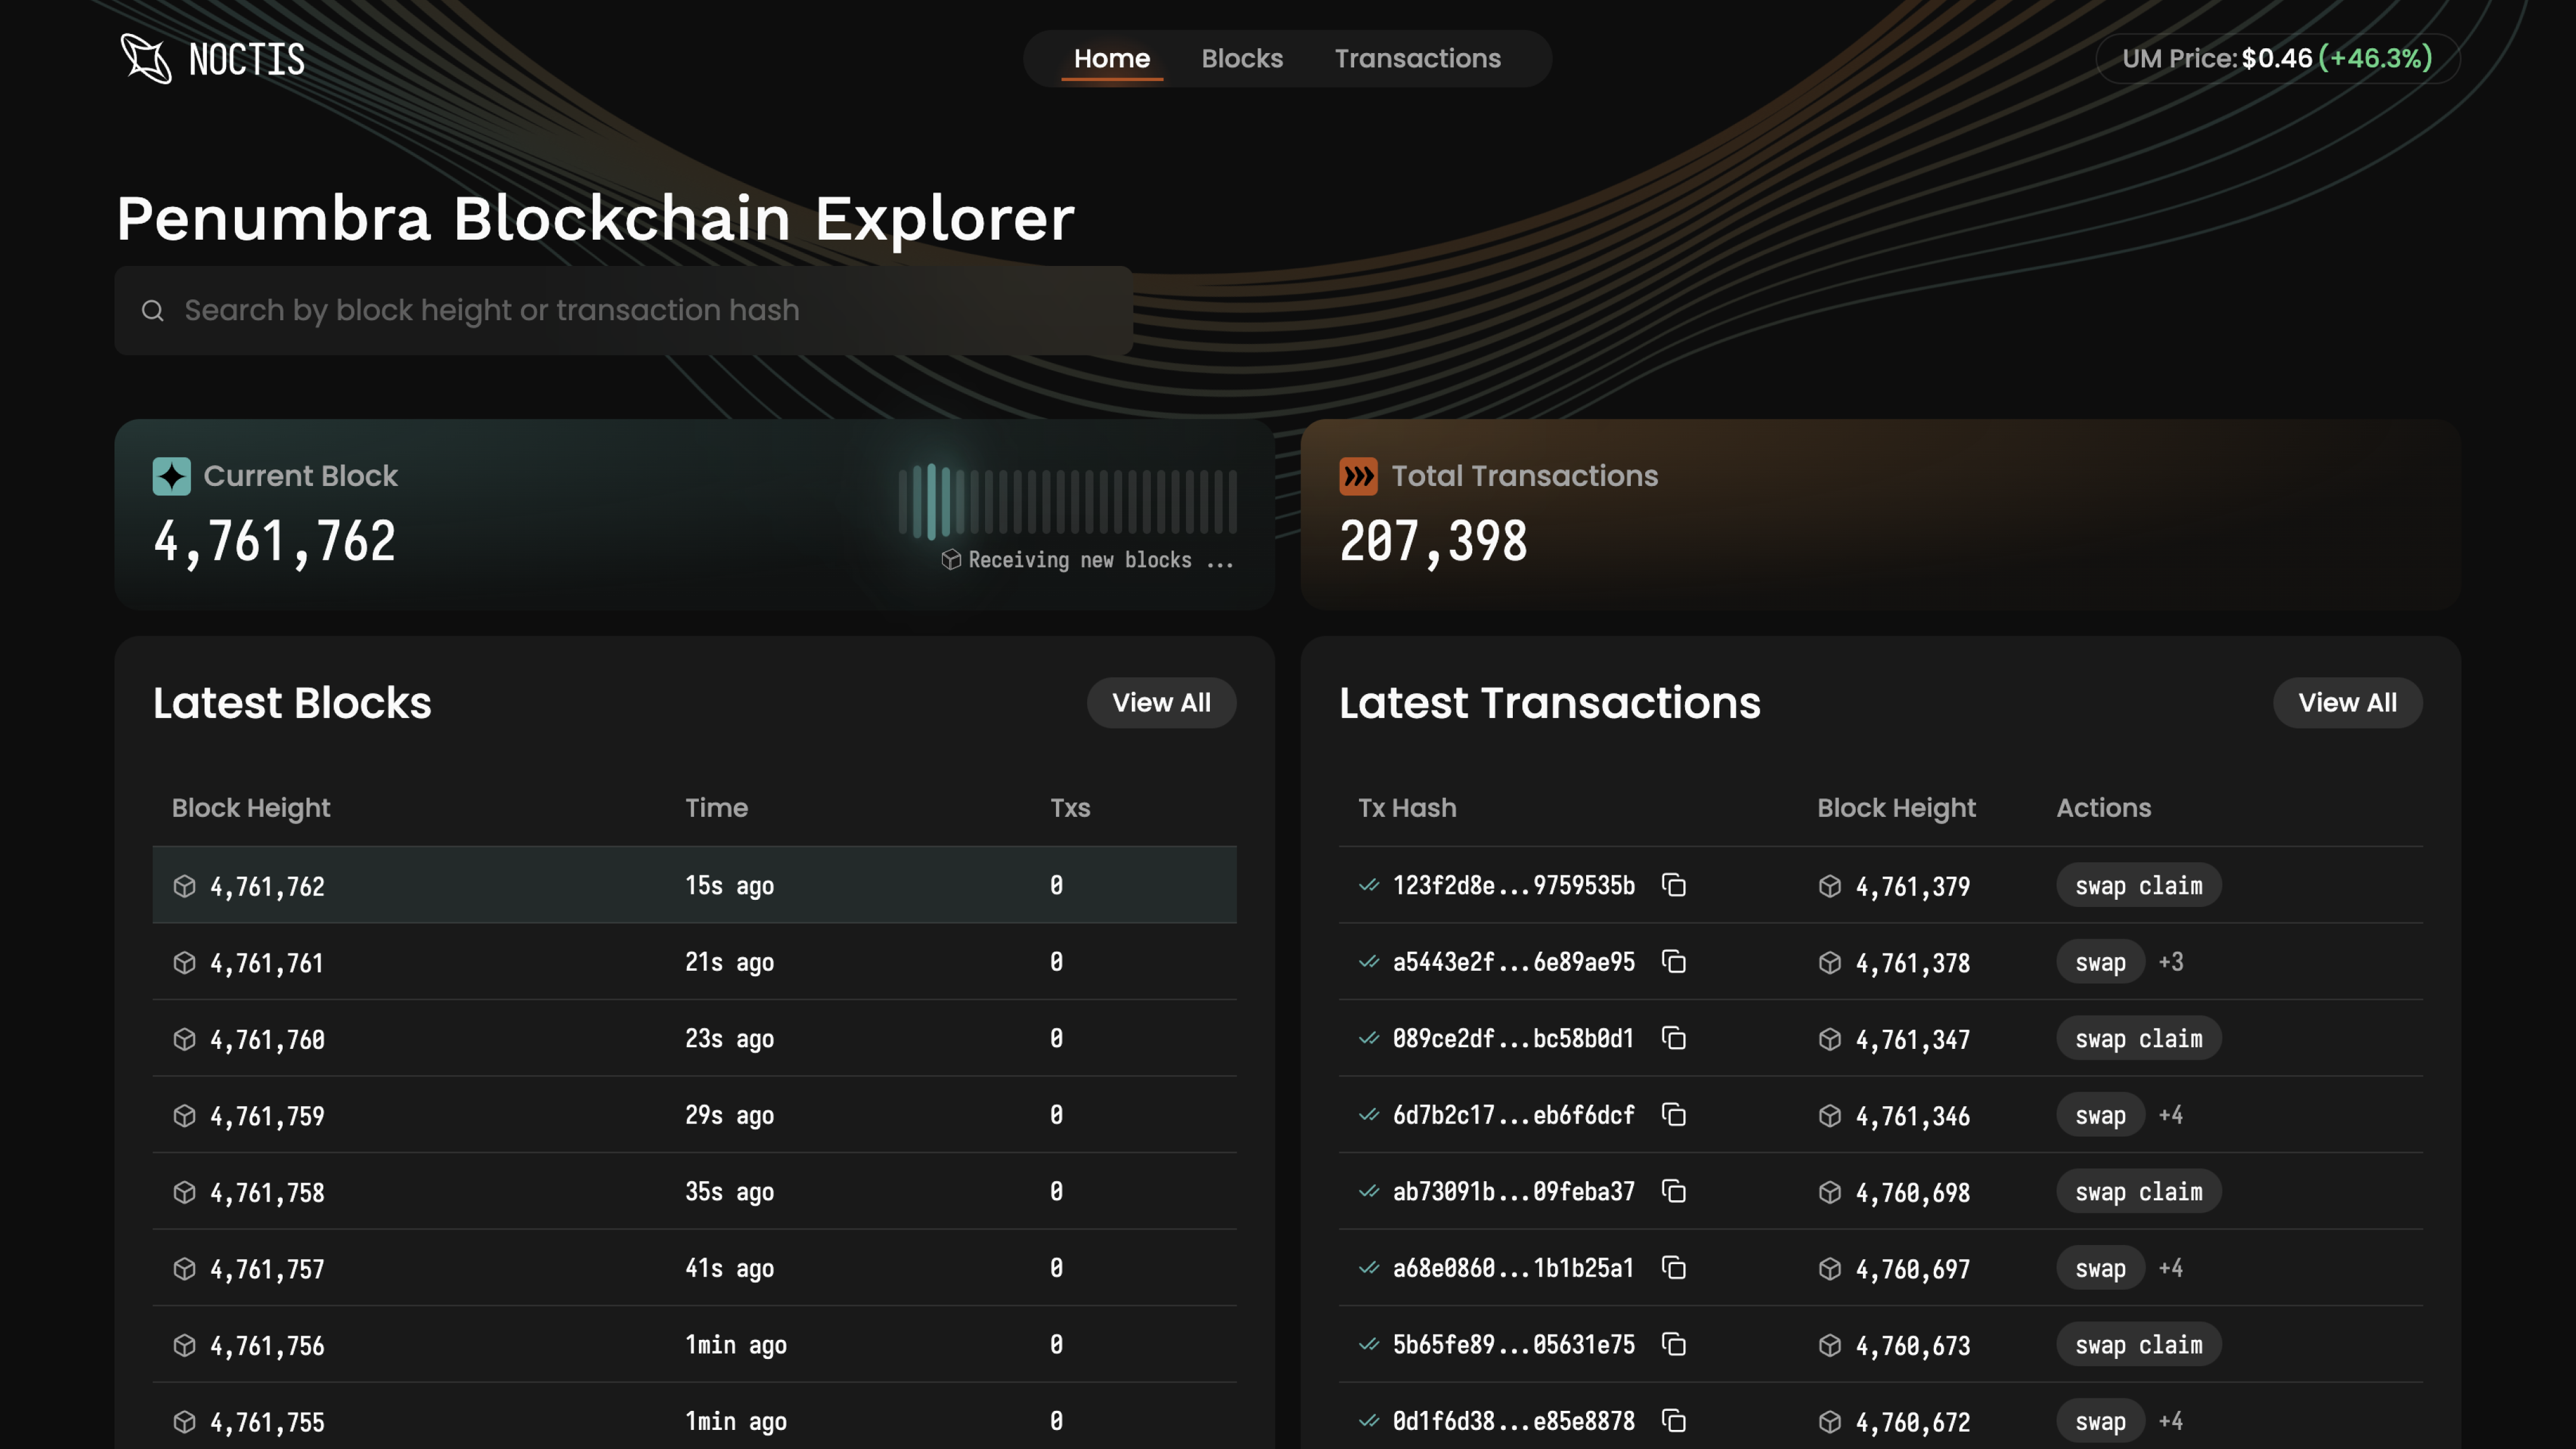 NOCTIS
Home Blocks Transactions
UM Price: $0.46 (+46.3%)
Penumbra Blockchain Explorer
Search by block height or transaction hash
Current Block
4,761,762
Receiving new blocks ...
Total Transactions
207,398
Latest Blocks
View All
Block Height Time Txs
4,761,762 15s ago 0
4,761,761 21s ago 0
4,761,760 23s ago 0
4,761,759 29s ago 0
4,761,758 35s ago 0
4,761,757 41s ago 0
4,761,756 1min ago 0
4,761,755 1min ago 0
Latest Transactions
View All
Tx Hash Block Height Actions
123f2d8e...9759535b 4,761,379 swap claim
a5443e2f...6e89ae95 4,761,378 swap +3
089ce2df...bc58b0d1 4,761,347 swap claim
6d7b2c17...eb6f6dcf 4,761,346 swap +4
ab73091b...09feba37 4,760,698 swap claim
a68e0860...1b1b25a1 4,760,697 swap +4
5b65fe89...05631e75 4,760,673 swap claim
0d1f6d38...e85e8878 4,760,672 swap +4